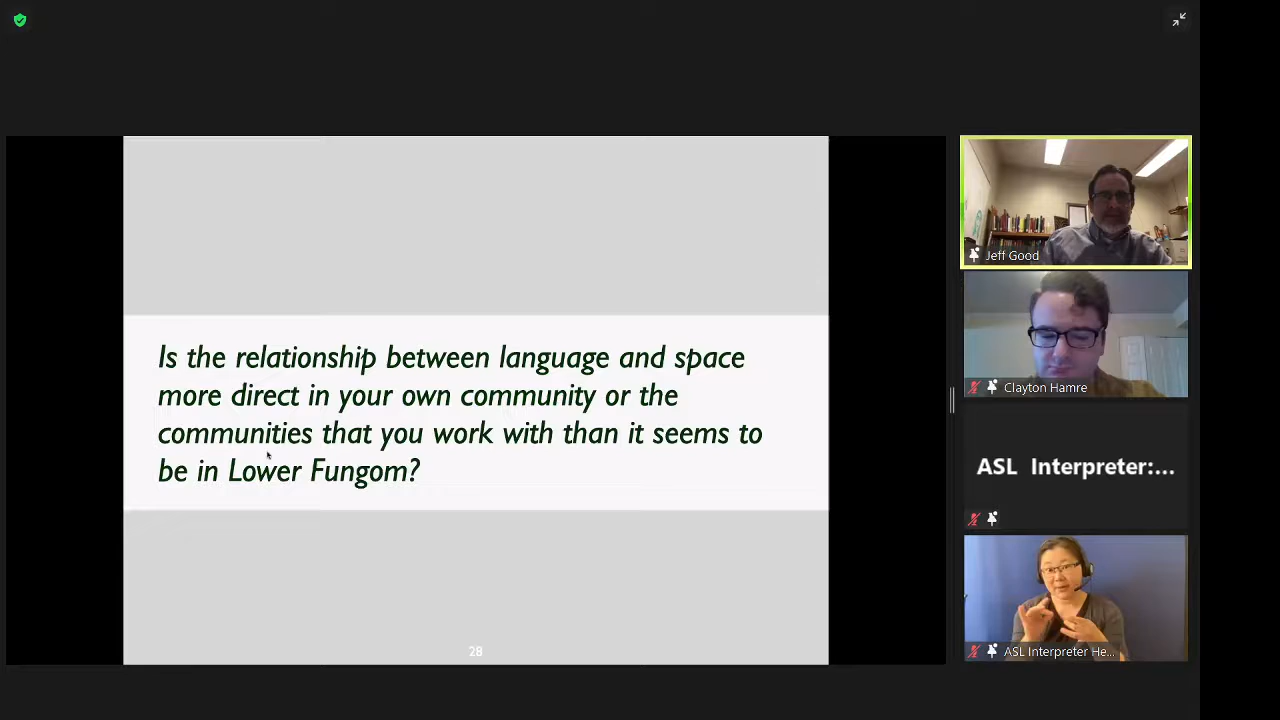 Is the relationship between language and space
more direct in your own community or the
communities that you work with than it seems to
be in Lower Fungom?
28
Jeff Good
Clayton Hamre
ASL Interpreter:...
ASL Interpreter He...